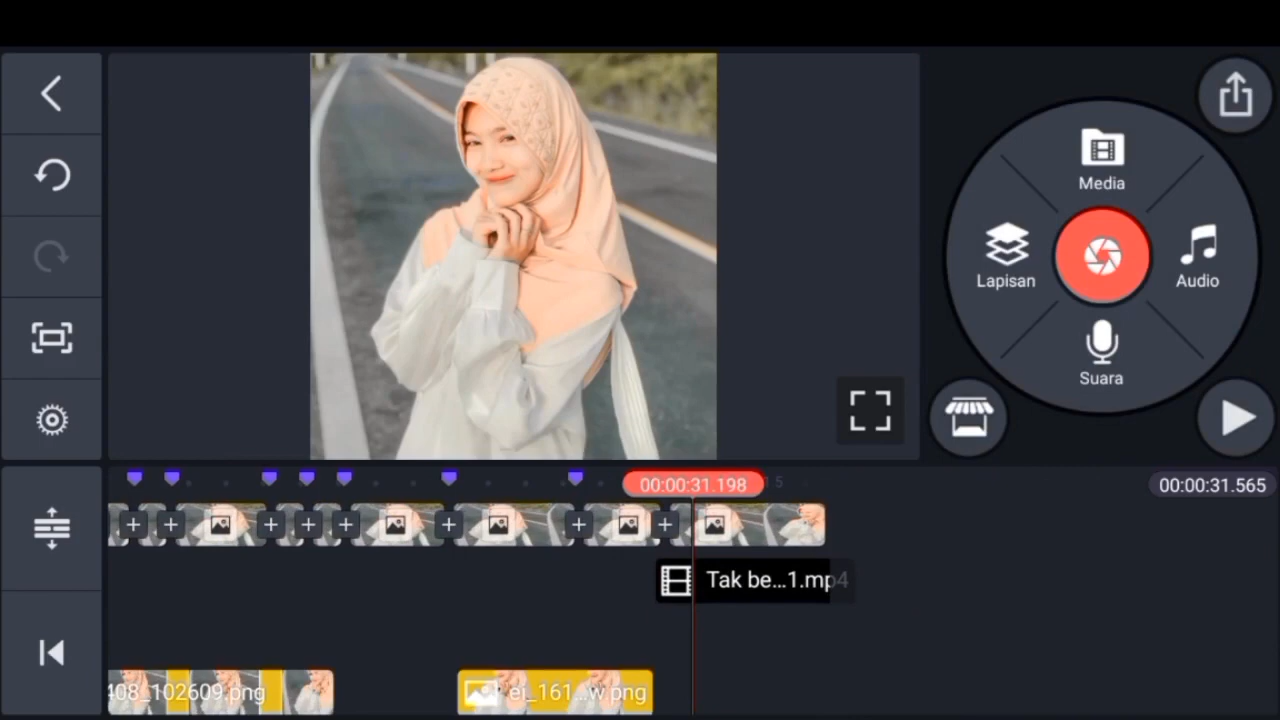 Media
Lapisan
Audio
Suara
00:00:31.198
15
00:00:31.565
Tak be...1.mp4
408_102609.png
ei_161...w.png